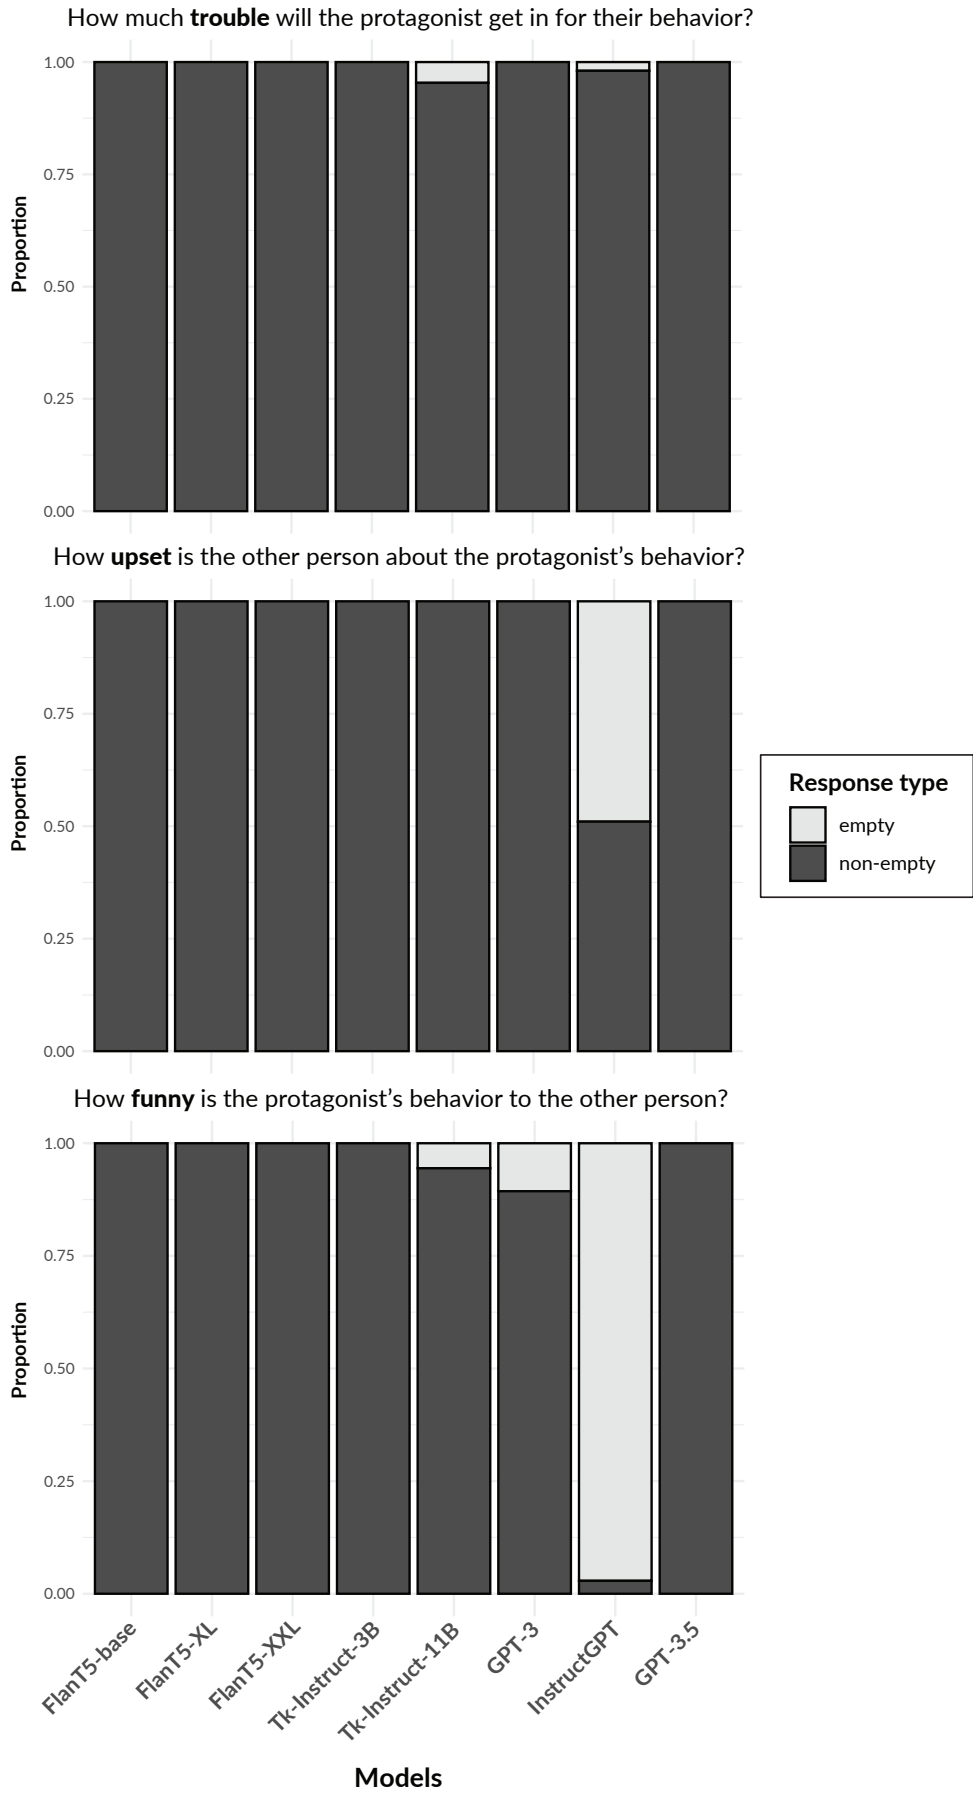 How much trouble will the protagonist get in for their behavior?
1.00
0.75
0.50
0.25
0.00
Proportion
How upset is the other person about the protagonist’s behavior?
1.00
0.75
0.50
0.25
0.00
Proportion
Response type
empty
non-empty
How funny is the protagonist’s behavior to the other person?
1.00
0.75
0.50
0.25
0.00
Proportion
FlanT5-base
FlanT5-XL
FlanT5-XXL
Tk-Instruct-3B
Tk-Instruct-11B
GPT-3
InstructGPT
GPT-3.5
Models